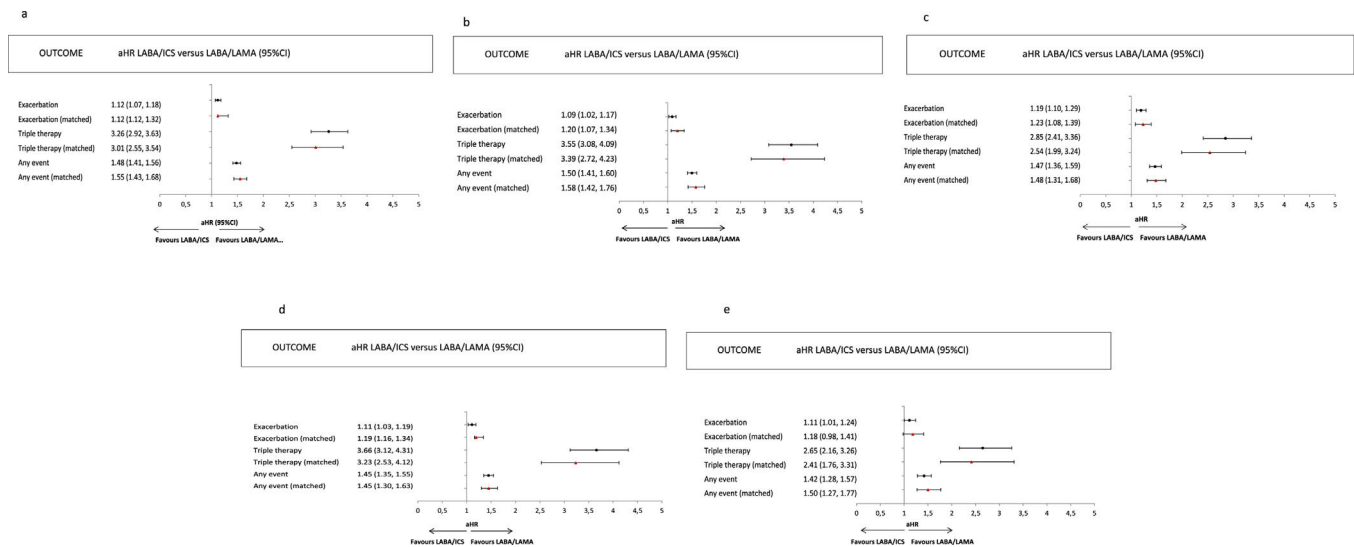 a
OUTCOME aHR LABA/ICS versus LABA/LAMA (95%CI)
Exacerbation 1.12 (1.07, 1.18)
Exacerbation (matched) 1.12 (1.12, 1.32)
Triple therapy 3.26 (2.92, 3.63)
Triple therapy (matched) 3.01 (2.55, 3.54)
Any event 1.48 (1.41, 1.56)
Any event (matched) 1.55 (1.43, 1.68)
0 0,5 1 1,5 2 2,5 3 3,5 4 4,5 5
aHR (95%CI)
Favours LABA/ICS Favours LABA/LAMA...
b
OUTCOME aHR LABA/ICS versus LABA/LAMA (95%CI)
Exacerbation 1.09 (1.02, 1.17)
Exacerbation (matched) 1.20 (1.07, 1.34)
Triple therapy 3.55 (3.08, 4.09)
Triple therapy (matched) 3.39 (2.72, 4.23)
Any event 1.50 (1.41, 1.60)
Any event (matched) 1.58 (1.42, 1.76)
0 0,5 1 1,5 2 2,5 3 3,5 4 4,5 5
aHR
Favours LABA/ICS Favours LABA/LAMA
c
OUTCOME aHR LABA/ICS versus LABA/LAMA (95%CI)
Exacerbation 1.19 (1.10, 1.29)
Exacerbation (matched) 1.23 (1.08, 1.39)
Triple therapy 2.85 (2.41, 3.36)
Triple therapy (matched) 2.54 (1.99, 3.24)
Any event 1.47 (1.36, 1.59)
Any event (matched) 1.48 (1.31, 1.68)
0 0,5 1 1,5 2 2,5 3 3,5 4 4,5 5
aHR
Favours LABA/ICS Favours LABA/LAMA
d
OUTCOME aHR LABA/ICS versus LABA/LAMA (95%CI)
Exacerbation 1.11 (1.03, 1.19)
Exacerbation (matched) 1.19 (1.16, 1.34)
Triple therapy 3.66 (3.12, 4.31)
Triple therapy (matched) 3.23 (2.53, 4.12)
Any event 1.45 (1.35, 1.55)
Any event (matched) 1.45 (1.30, 1.63)
0 0,5 1 1,5 2 2,5 3 3,5 4 4,5 5
aHR
Favours LABA/ICS Favours LABA/LAMA
e
OUTCOME aHR LABA/ICS versus LABA/LAMA (95%CI)
Exacerbation 1.11 (1.01, 1.24)
Exacerbation (matched) 1.18 (0.98, 1.41)
Triple therapy 2.65 (2.16, 3.26)
Triple therapy (matched) 2.41 (1.76, 3.31)
Any event 1.42 (1.28, 1.57)
Any event (matched) 1.50 (1.27, 1.77)
0 0,5 1 1,5 2 2,5 3 3,5 4 4,5 5
aHR
Favours LABA/ICS Favours LABA/LAMA